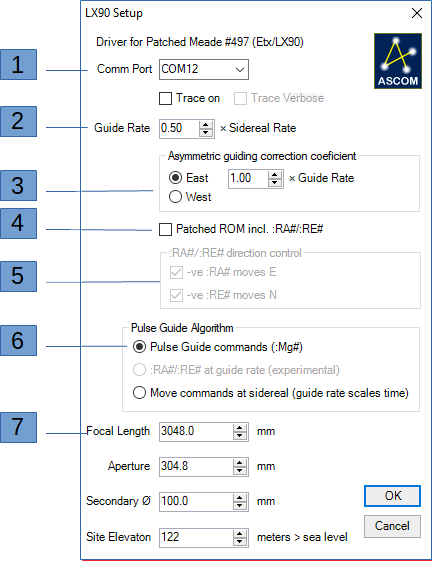 LX90 Setup
Driver for Patched Meade #497 (Etx/LX90)
ASCOM
1
Comm Port COM12
Trace on Trace Verbose
2
Guide Rate 0.50 × Sidereal Rate
Asymmetric guiding correction coeficient
3
East 1.00 × Guide Rate
West
4
Patched ROM incl. :RA#/:RE#
:RA#/:RE# direction control
5
-ve :RA# moves E
-ve :RE# moves N
Pulse Guide Algorithm
6
Pulse Guide commands (:Mg#)
:RA#/:RE# at guide rate (experimental)
Move commands at sidereal (guide rate scales time)
7
Focal Length 3048.0 mm
Aperture 304.8 mm
Secondary Ø 100.0 mm
OK
Site Elevaton 122 meters > sea level
Cancel